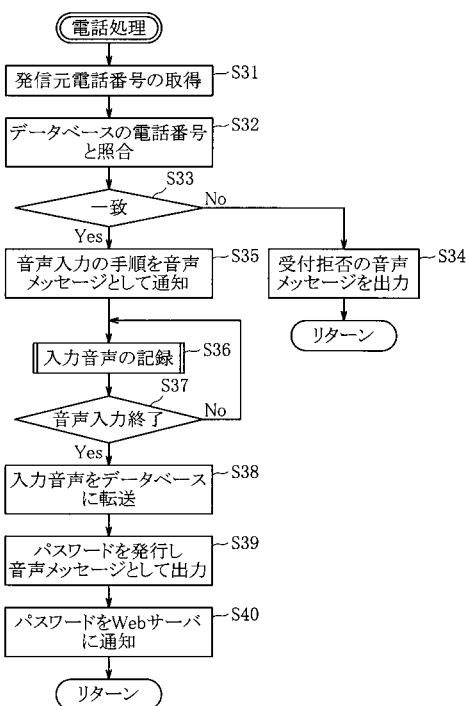 電話処理
発信元電話番号の取得
S31
データベースの電話番号
と照合
S32
S33
一致
No
Yes
音声入力の手順を音声
メッセージとして通知
S35
受付拒否の音声
メッセージを出力
S34
リターン
入力音声の記録
S36
S37
音声入力終了
No
Yes
入力音声をデータベース
に転送
S38
パスワードを発行し
音声メッセージとして出力
S39
パスワードをWebサーバ
に通知
S40
リターン